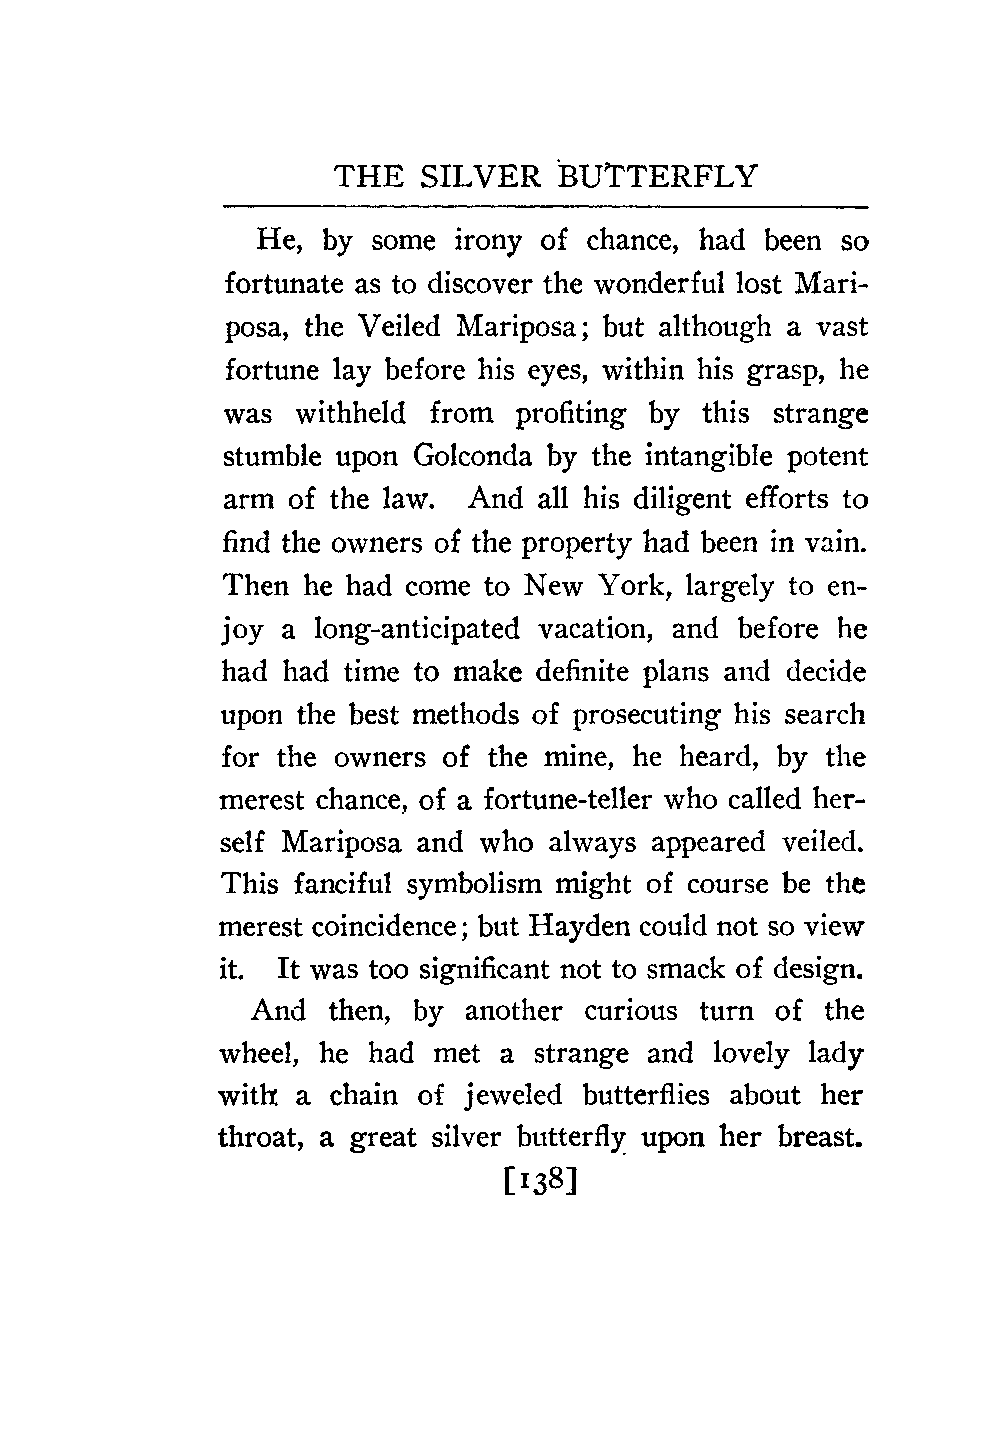 THE SILVER BUTTERFLY
He, by some irony of chance, had been so
fortunate as to discover the wonderful lost Mari-
posa, the Veiled Mariposa; but although a vast
fortune lay before his eyes, within his grasp, he
was withheld from profiting by this strange
stumble upon Golconda by the intangible potent
arm of the law. And all his diligent efforts to
find the owners of the property had been in vain.
Then he had come to New York, largely to en-
joy a long-anticipated vacation, and before he
had had time to make definite plans and decide
upon the best methods of prosecuting his search
for the owners of the mine, he heard, by the
merest chance, of a fortune-teller who called her-
self Mariposa and who always appeared veiled.
This fanciful symbolism might of course be the
merest coincidence; but Hayden could not so view
it. It was too significant not to smack of design.
And then, by another curious turn of the
wheel, he had met a strange and lovely lady
with a chain of jeweled butterflies about her
throat, a great silver butterfly upon her breast.
[138]